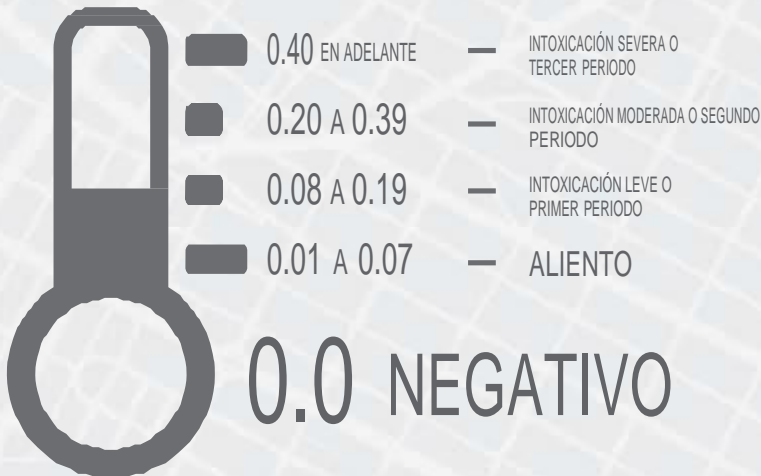 0.40 EN ADELANTE — INTOXICACIÓN SEVERA O
TERCER PERIODO
0.20 A 0.39 — INTOXICACIÓN MODERADA O SEGUNDO
PERIODO
0.08 A 0.19 — INTOXICACIÓN LEVE O
PRIMER PERIODO
0.01 A 0.07 — ALIENTO
0.0 NEGATIVO